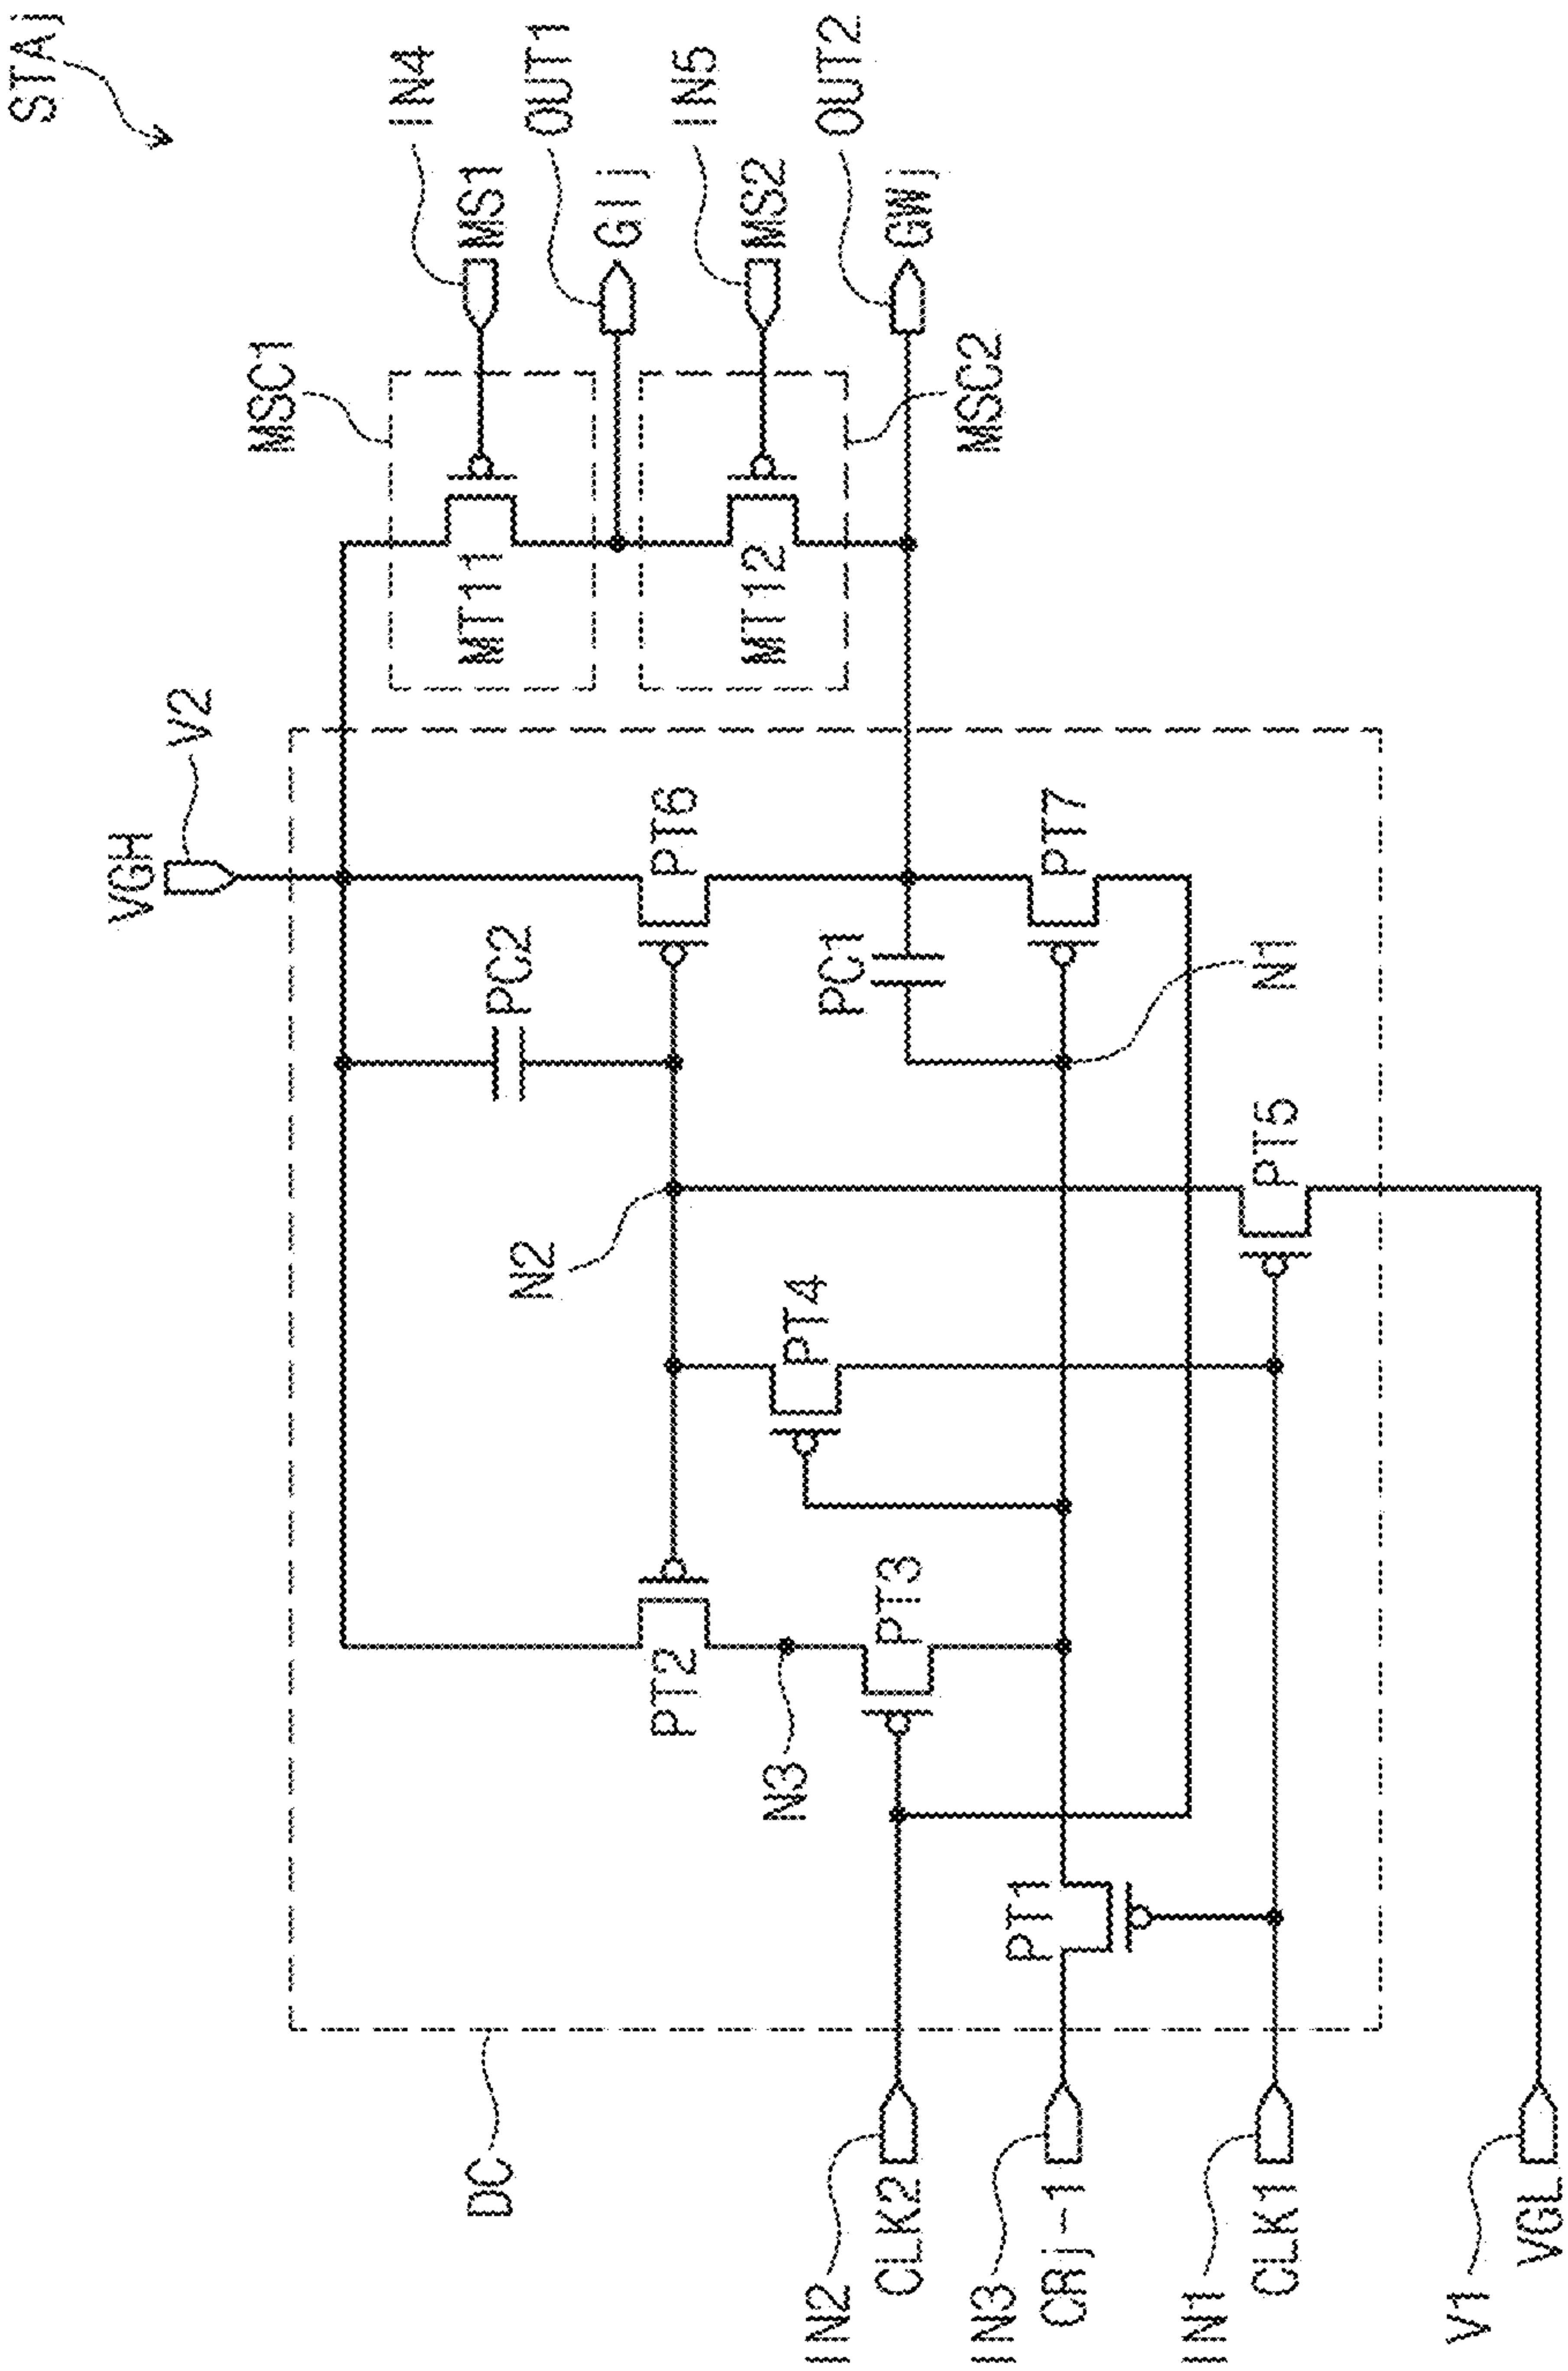 STAj
VGH
V2
MSC1
IN4
MS1
OUT1
GIj
IN5
MS2
OUT2
GWj
MSC2
MT11
MT12
DC
PC2
PT6
PC1
PT7
N1
N2
PT4
PT5
PT2
N3
PT3
PT1
IN2
CLK2
IN3
CRj-1
IN1
CLK1
V1
VGL